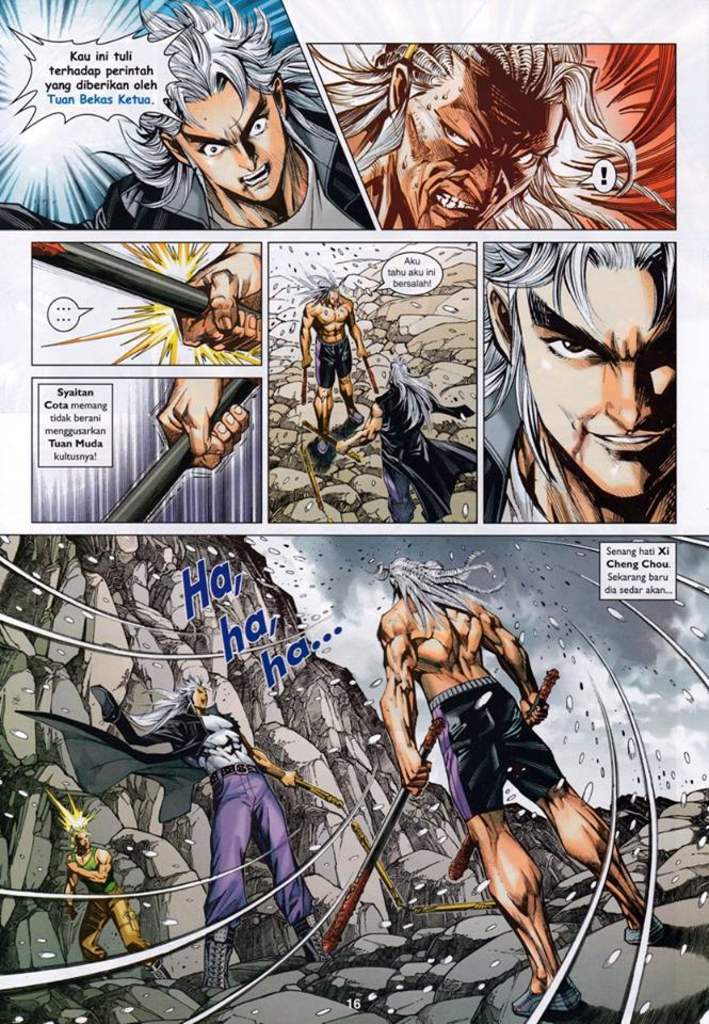 Kau ini tuli
terhadap perintah
yang diberikan oleh
Tuan Bekas Ketua.
!
...
Syaitan
Cota memang
tidak berani
menggusarkan
Tuan Muda
kultusnya!
Aku
tahu aku ini
bersalah!
Senang hati Xi
Cheng Chou.
Sekarang baru
dia sedar akan...
Ha,
ha,
ha...
16